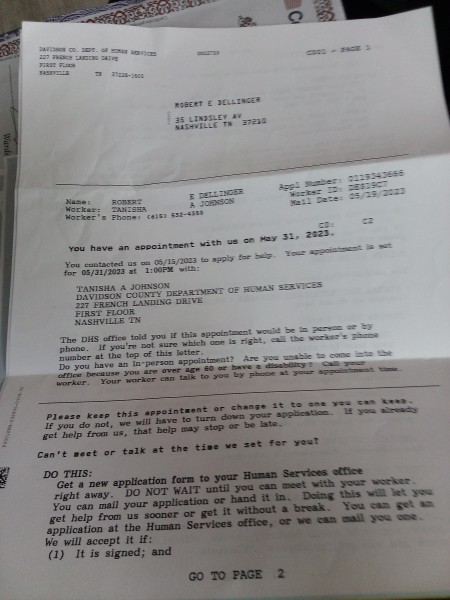 DAVIDSON CO. DEPT. OF HUMAN SERVICES
227 FRENCH LANDING DRIVE
FIRST FLOOR
NASHVILLE TN
PAGE 1
ROBERT E DELLINGER
35 LINDSLEY AV
NASHVILLE TN 37210
Name: ROBERT E DELLINGER Appl Number: 0119343666
Worker: TANISHA A JOHNSON Worker ID:
Worker's Phone: (615) Mail Date: 05/19/2023
CO: CZ
You have an appointment with us on May 31, 2023.
You contacted us on 05/15/2023 to apply for help. Your appointment is set
for 05/31/2023 at 1:00PM with:
TANISHA A JOHNSON
DAVIDSON COUNTY DEPARTMENT OF HUMAN SERVICES
227 FRENCH LANDING DRIVE
FIRST FLOOR
NASHVILLE TN
The DHS office told you if this appointment would be in person or by
phone. If you're not sure which one is right, call the worker's phone
number at the top of this letter.
Do you have an in-person appointment? Are you unable to come into the
office because you are over age 60 or have a disability? Call your
worker. Your worker can talk to you by phone at your appointment time.
Please keep this appointment or change it to one you can keep.
If you do not, we will have to turn down your application. If you already
get help from us, that help may stop or be late.
Can't meet or talk at the time we set for you?
DO THIS:
Get a new application form to your Human Services office
right away. DO NOT WAIT until you can meet with your worker.
You can mail your application or hand it in. Doing this will let you
get help from us sooner or get it without a break. You can get an
application at the Human Services office, or we can mail you one.
We will accept it if:
(1) It is signed; and
GO TO PAGE 2